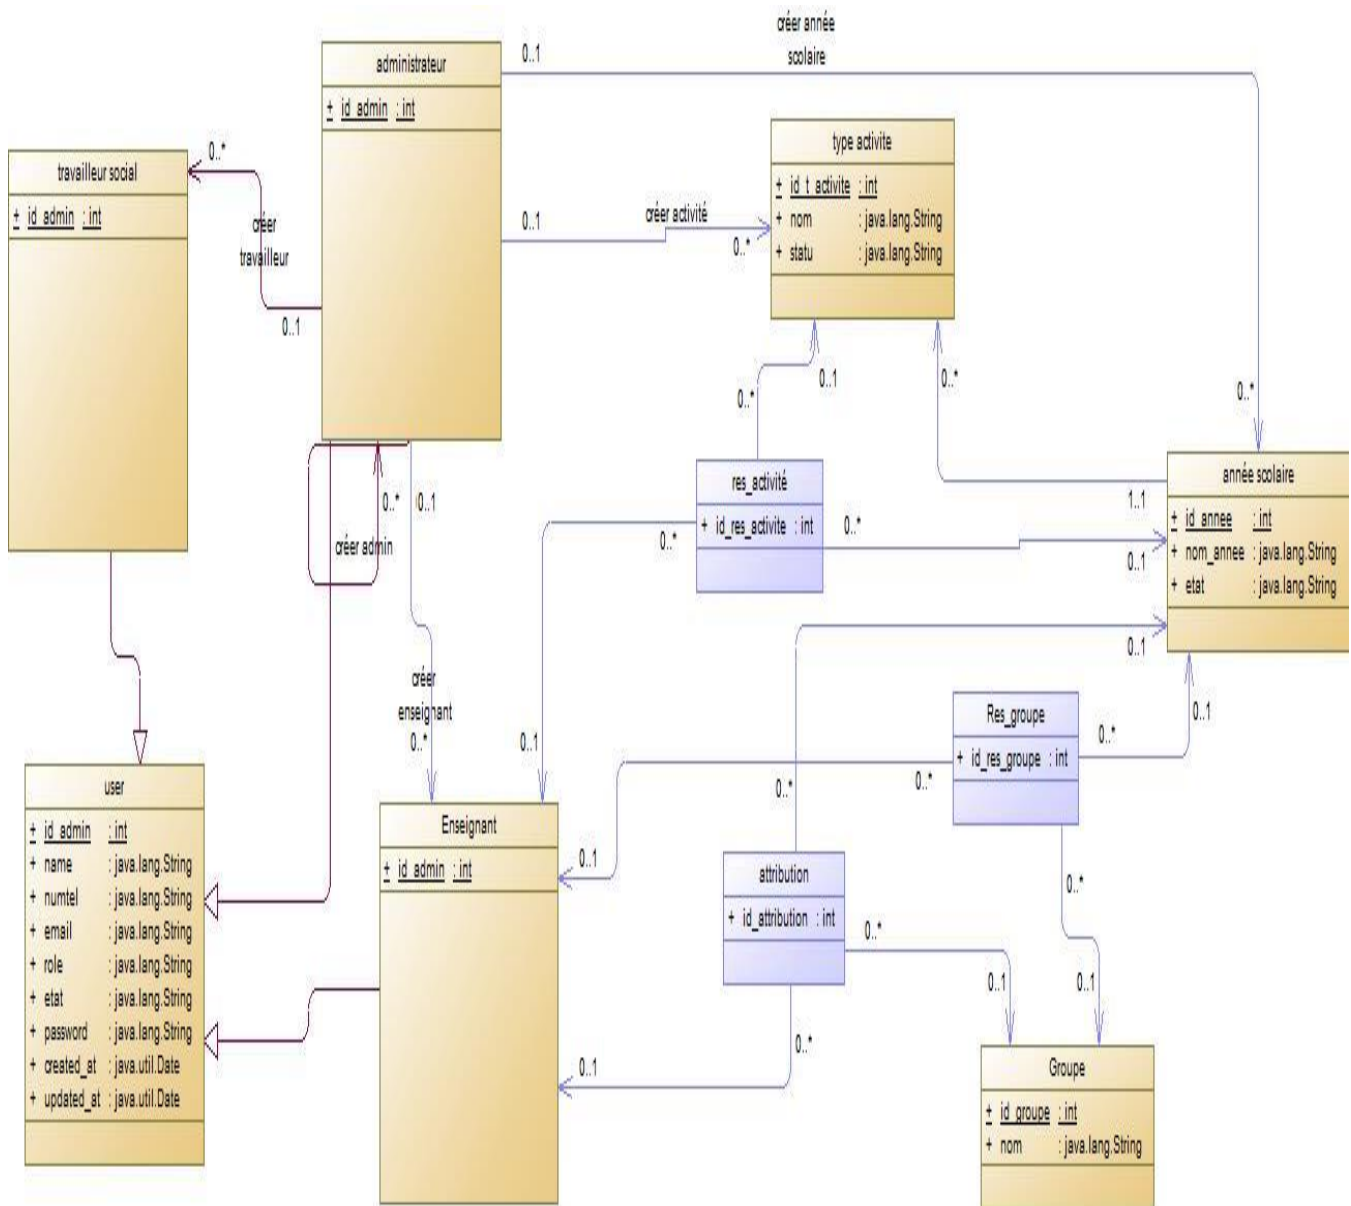 créer année
scolaire
administrateur
+ id_admin : int
0..1
0..*
0..1
créer activité
0..*
créer
travailleur
0..1
travailleur social
+ id_admin : int
type activite
+ id_t_activite : int
+ nom : java.lang.String
+ statu : java.lang.String
0..*
0..1
0..*
0..*
res_activité
+ id_res_activite : int
0..*
0..*
0..1
0..1
1..1
année scolaire
+ id_annee : int
+ nom_annee : java.lang.String
+ etat : java.lang.String
0..*
0..1
créer admin
créer
enseignant
0..*
0..1
0..1
Res_groupe
+ id_res_groupe : int
0..*
0..*
0..*
0..1
user
+ id_admin : int
+ name : java.lang.String
+ numtel : java.lang.String
+ email : java.lang.String
+ role : java.lang.String
+ etat : java.lang.String
+ password : java.lang.String
+ created_at : java.util.Date
+ updated_at : java.util.Date
Enseignant
+ id_admin : int
0..1
0..*
attribution
+ id_attribution : int
0..*
0..1
0..*
0..1
0..1
Groupe
+ id_groupe : int
+ nom : java.lang.String